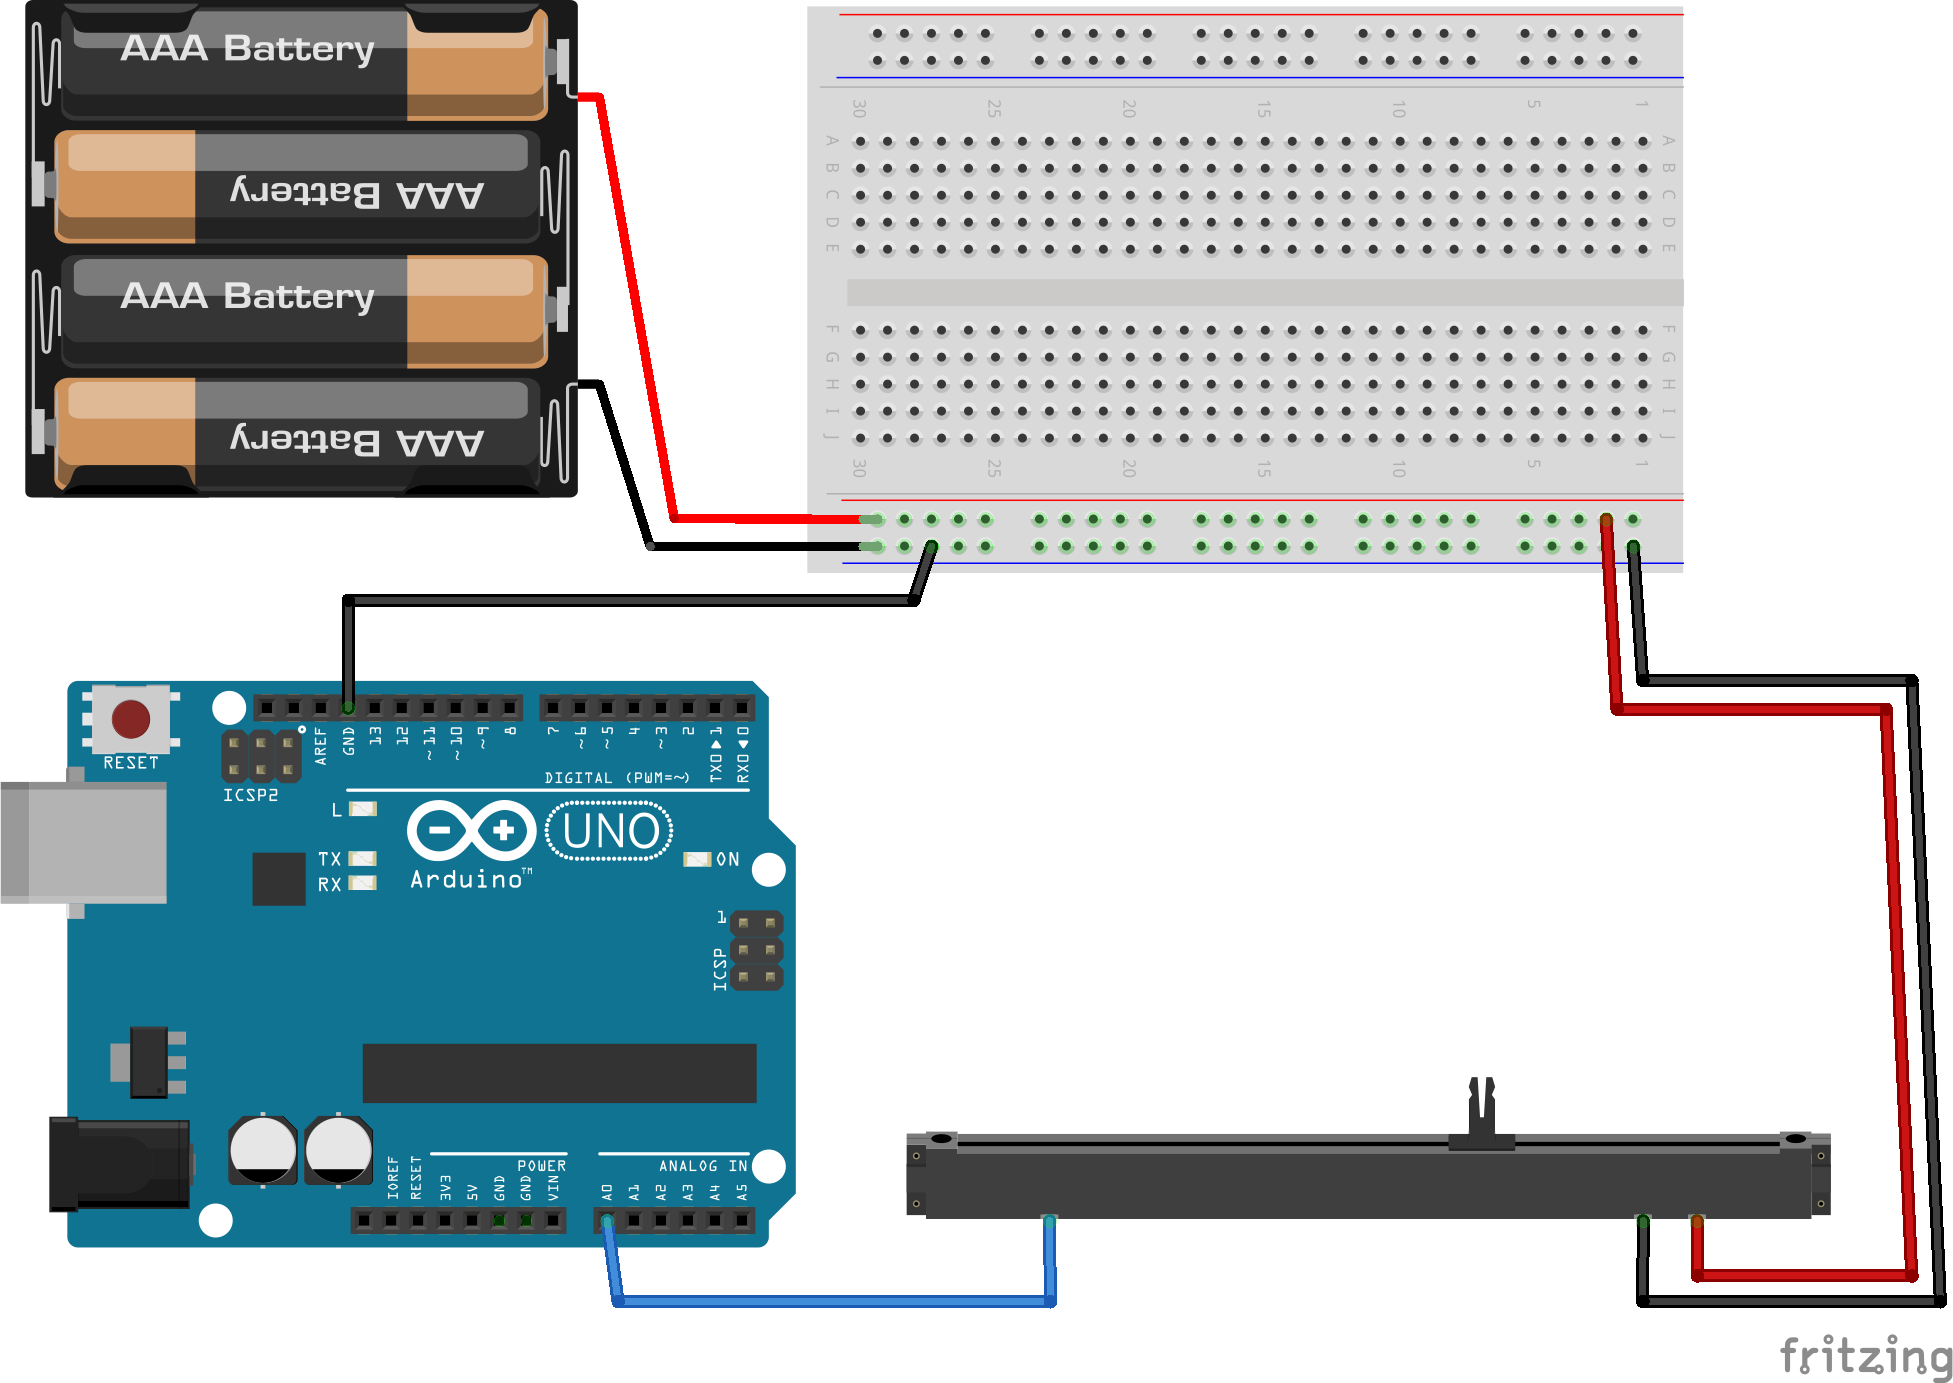 AAA Battery
AAA Battery
AAA Battery
AAA Battery
30 25 20 15 10 5 1
A A
B B
C C
D D
E E
F F
G G
H H
I I
J J
30 25 20 15 10 5 1
RESET
ICSP2
AREF
GND
13
12
~11
~10
~9
8
7
~6
~5
4
~3
2
TX0▶1
RX0◀0
DIGITAL (PWM=~)
L
TX
RX
UNO
Arduino™
ON
1
ICSP
IOREF
RESET
3V3
5V
GND
GND
VIN
POWER
A0
A1
A2
A3
A4
A5
ANALOG IN
fritzing